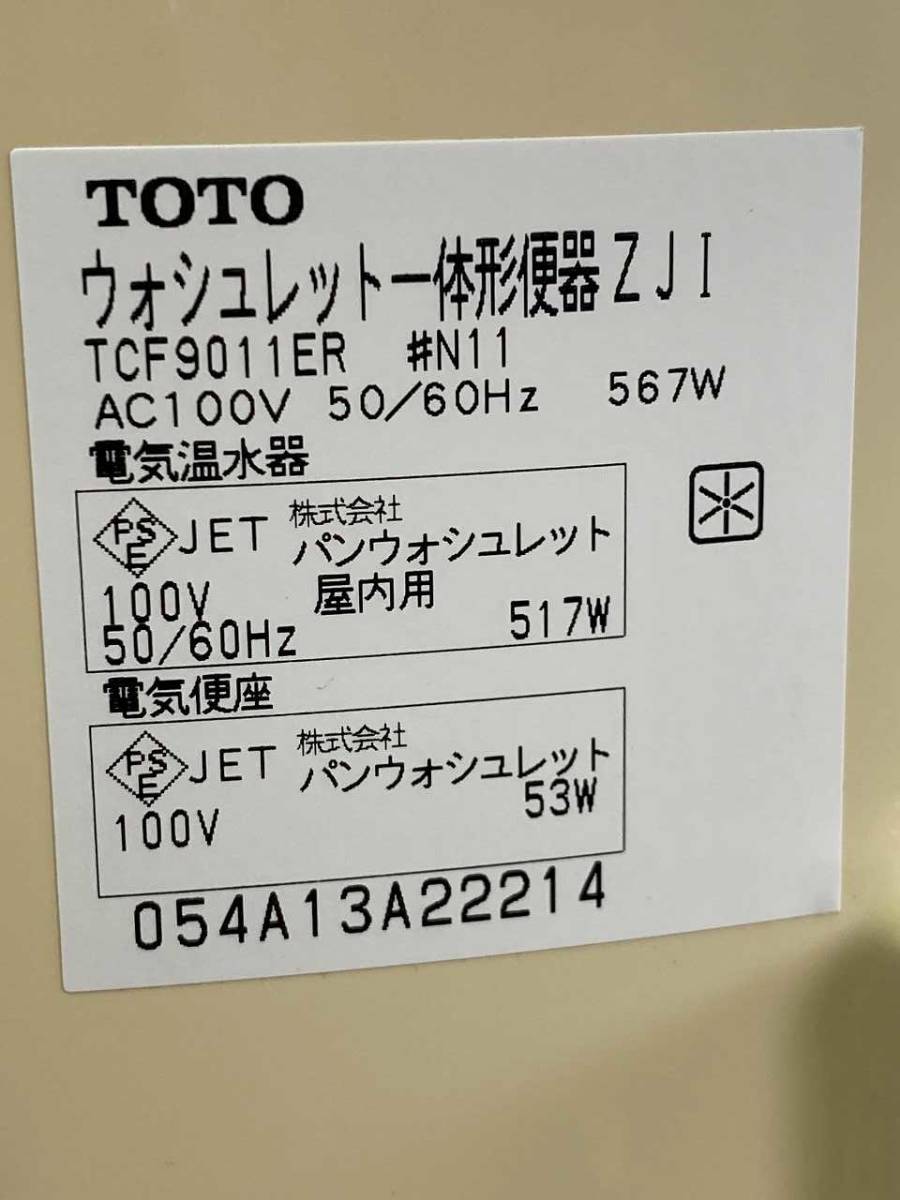 TOTO
ウォシュレット一体形便器ZJI
TCF9011ER #N11
AC100V 50/60Hz 567W
電気温水器
PSE JET 株式会社
パンウォシュレット
100V 屋内用
50/60Hz 517W
電気便座
PSE JET 株式会社
パンウォシュレット
100V 53W
054A13A22214